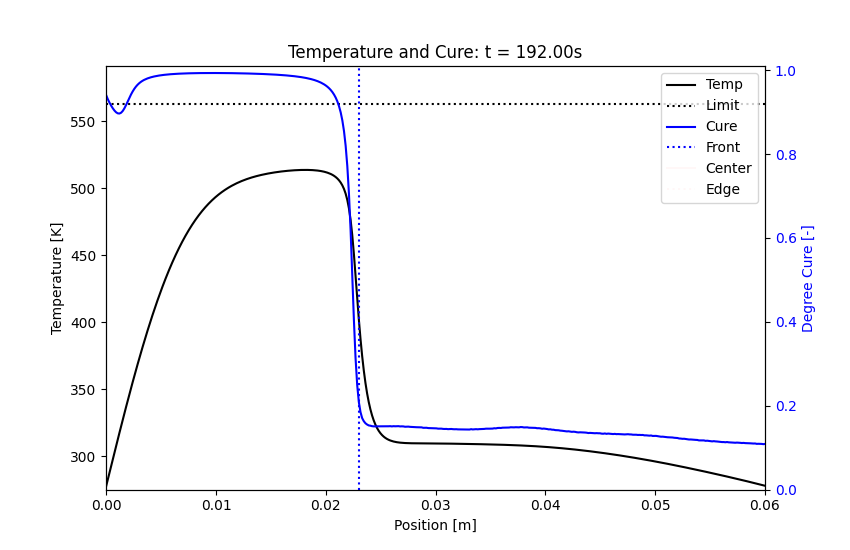 Temperature and Cure: t = 192.00s
Temp
Limit
Cure
Front
Center
Edge
550
500
450
400
350
300
Temperature [K]
1.0
0.8
0.6
0.4
0.2
0.0
Degree Cure [-]
0.00 0.01 0.02 0.03 0.04 0.05 0.06
Position [m]